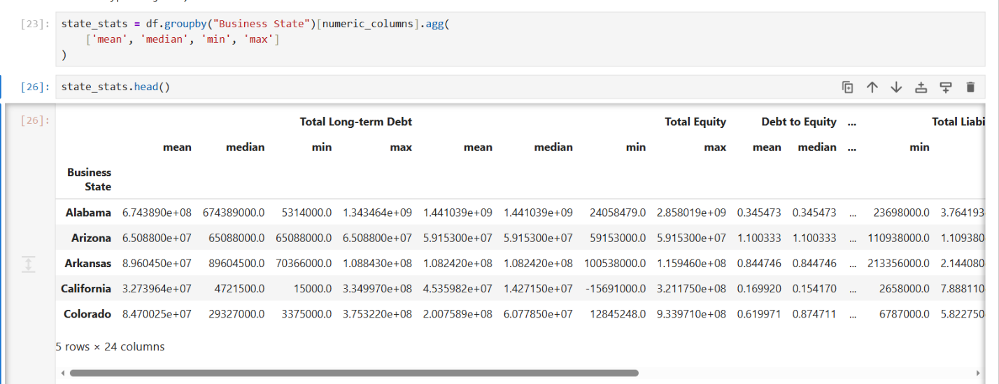 [23]: state_stats = df.groupby("Business State")[numeric_columns].agg(
['mean', 'median', 'min', 'max']
)
[26]: state_stats.head()
[26]:
Total Long-term Debt Total Equity Debt to Equity ... Total Liabi
mean median min max mean median min max mean median ... min
Business
State
Alabama 6.743890e+08 674389000.0 5314000.0 1.343464e+09 1.441039e+09 1.441039e+09 24058479.0 2.858019e+09 0.345473 0.345473 ... 23698000.0 3.764193
Arizona 6.508800e+07 65088000.0 65088000.0 6.508800e+07 5.915300e+07 5.915300e+07 59153000.0 5.915300e+07 1.100333 1.100333 ... 110938000.0 1.109380
Arkansas 8.960450e+07 89604500.0 70366000.0 1.088430e+08 1.082420e+08 1.082420e+08 100538000.0 1.159460e+08 0.844746 0.844746 ... 213356000.0 2.144080
California 3.273964e+07 4721500.0 15000.0 3.349970e+08 4.535982e+07 1.427150e+07 -15691000.0 3.211750e+08 0.169920 0.154170 ... 2658000.0 7.888110
Colorado 8.470025e+07 29327000.0 3375000.0 3.753220e+08 2.007589e+08 6.077850e+07 12845248.0 9.339710e+08 0.619971 0.874711 ... 6787000.0 5.822750
5 rows × 24 columns